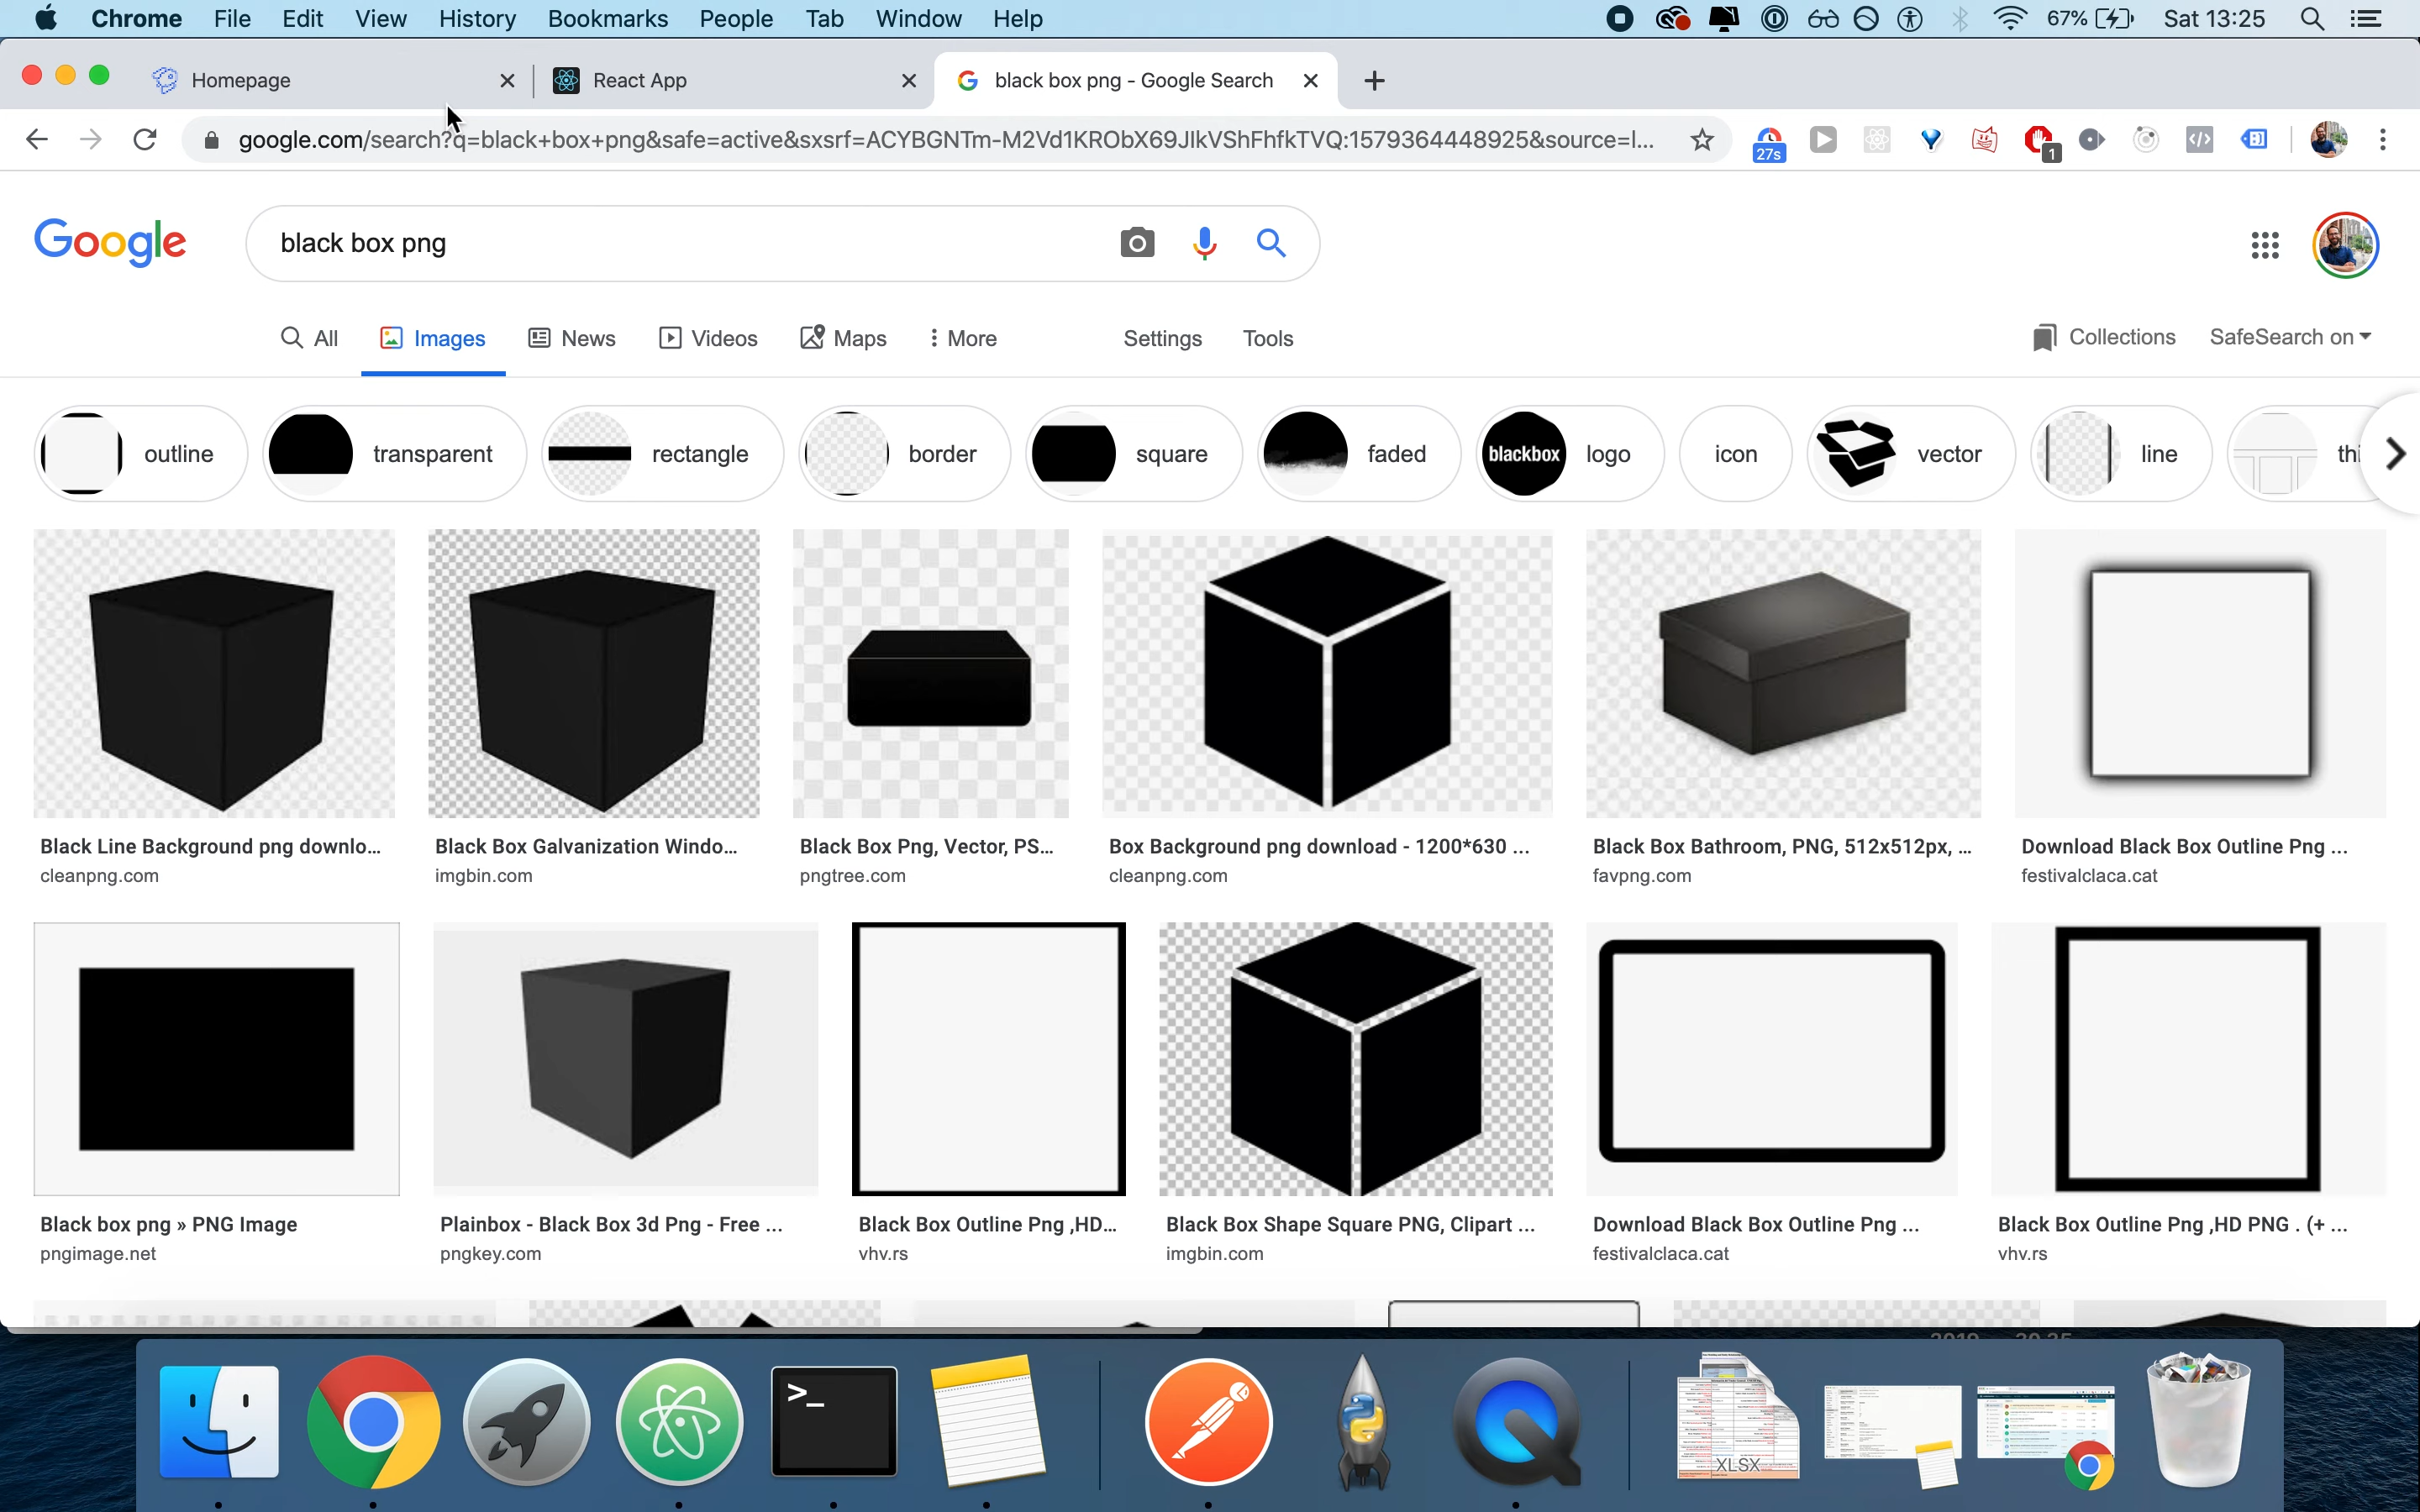 Chrome File Edit View History Bookmarks People Tab Window Help 67% Sat 13:25
Homepage React App black box png - Google Search
google.com/search?q=black+box+png&safe=active&sxsrf=ACYBGNTm-M2Vd1KRObX69JlkVShFhfkTVQ:1579364448925&source=l...
27s 1
Google black box png
All Images News Videos Maps More Settings Tools Collections SafeSearch on
outline transparent rectangle border square faded blackbox logo icon vector line thi
Black Line Background png downlo... Black Box Galvanization Windo... Black Box Png, Vector, PS... Box Background png download - 1200*630 ... Black Box Bathroom, PNG, 512x512px, ... Download Black Box Outline Png ...
cleanpng.com imgbin.com pngtree.com cleanpng.com favpng.com festivalclaca.cat
Black box png » PNG Image Plainbox - Black Box 3d Png - Free ... Black Box Outline Png ,HD... Black Box Shape Square PNG, Clipart ... Download Black Box Outline Png ... Black Box Outline Png ,HD PNG . (+ ...
pngimage.net pngkey.com vhv.rs imgbin.com festivalclaca.cat vhv.rs
>_
XLSX